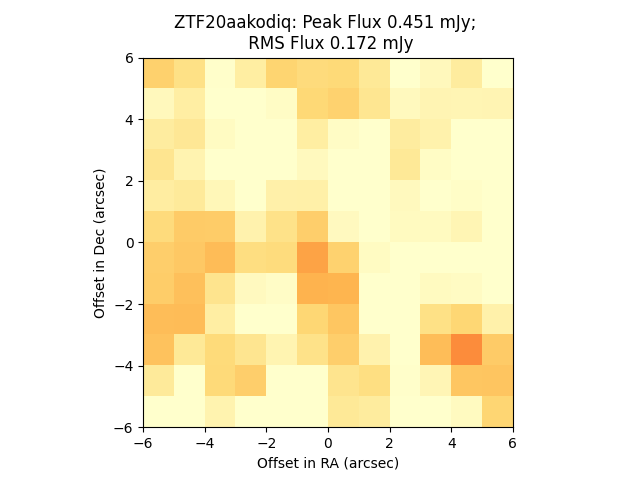 ZTF20aakodiq: Peak Flux 0.451 mJy;
RMS Flux 0.172 mJy
6
4
2
0
−2
−4
−6
Offset in Dec (arcsec)
−6 −4 −2 0 2 4 6
Offset in RA (arcsec)